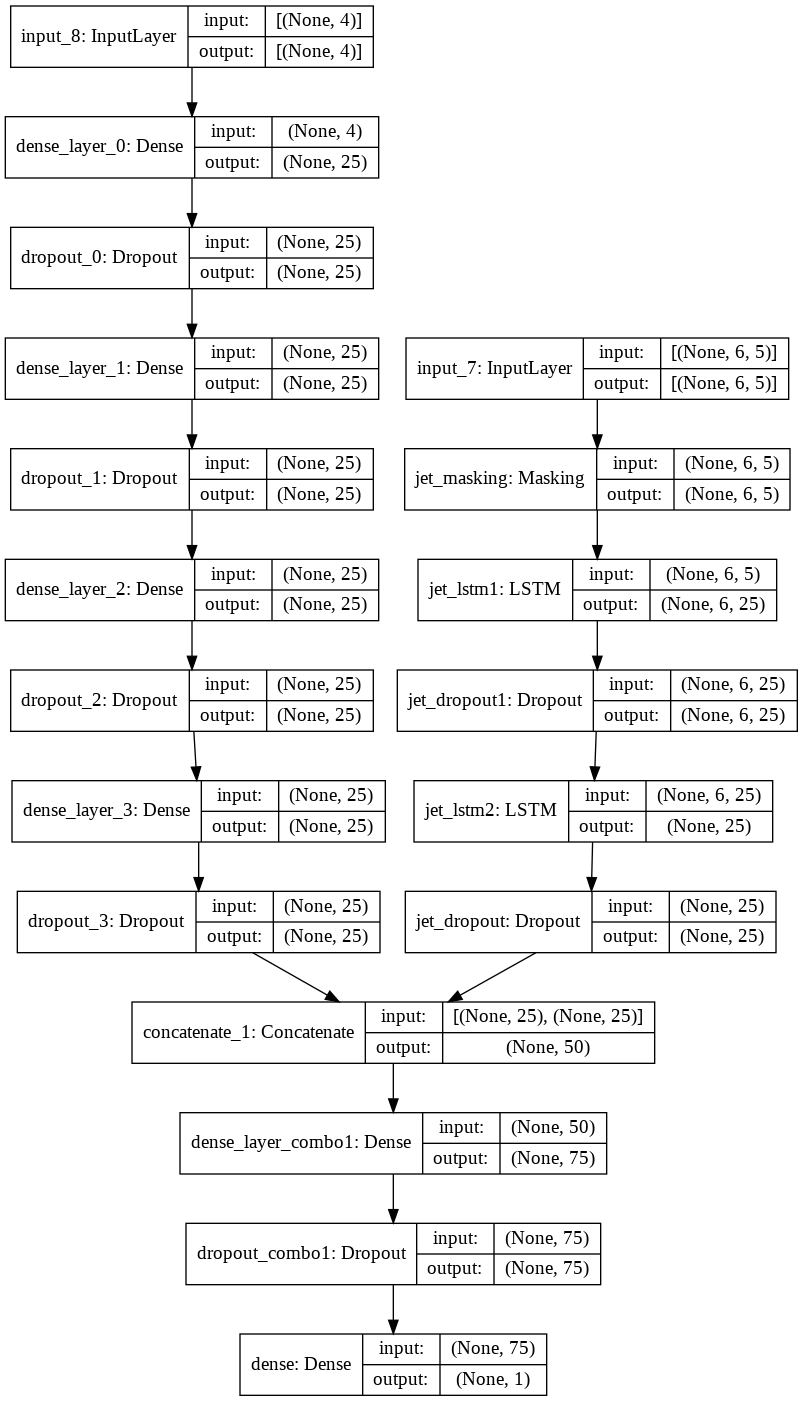 input_8: InputLayer
input: [(None, 4)]
output: [(None, 4)]
dense_layer_0: Dense
input: (None, 4)
output: (None, 25)
dropout_0: Dropout
input: (None, 25)
output: (None, 25)
dense_layer_1: Dense
input: (None, 25)
output: (None, 25)
input_7: InputLayer
input: [(None, 6, 5)]
output: [(None, 6, 5)]
dropout_1: Dropout
input: (None, 25)
output: (None, 25)
jet_masking: Masking
input: (None, 6, 5)
output: (None, 6, 5)
dense_layer_2: Dense
input: (None, 25)
output: (None, 25)
jet_lstm1: LSTM
input: (None, 6, 5)
output: (None, 6, 25)
dropout_2: Dropout
input: (None, 25)
output: (None, 25)
jet_dropout1: Dropout
input: (None, 6, 25)
output: (None, 6, 25)
dense_layer_3: Dense
input: (None, 25)
output: (None, 25)
jet_lstm2: LSTM
input: (None, 6, 25)
output: (None, 25)
dropout_3: Dropout
input: (None, 25)
output: (None, 25)
jet_dropout: Dropout
input: (None, 25)
output: (None, 25)
concatenate_1: Concatenate
input: [(None, 25), (None, 25)]
output: (None, 50)
dense_layer_combo1: Dense
input: (None, 50)
output: (None, 75)
dropout_combo1: Dropout
input: (None, 75)
output: (None, 75)
dense: Dense
input: (None, 75)
output: (None, 1)